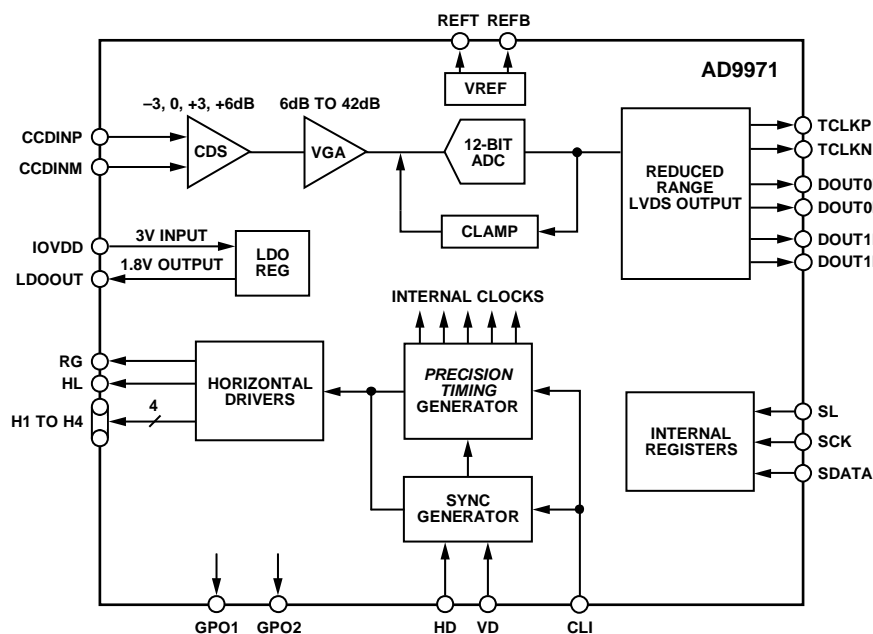 REFT REFB
AD9971
VREF
–3, 0, +3, +6dB
6dB TO 42dB
CCDINP
CCDINM
CDS
VGA
12-BIT
ADC
CLAMP
REDUCED
RANGE
LVDS OUTPUT
TCLKP
TCLKN
DOUT0
DOUT0
DOUT1
DOUT1
IOVDD
3V INPUT
LDOOUT
1.8V OUTPUT
LDO
REG
INTERNAL CLOCKS
RG
HL
H1 TO H4
4
HORIZONTAL
DRIVERS
PRECISION
TIMING
GENERATOR
SYNC
GENERATOR
INTERNAL
REGISTERS
SL
SCK
SDATA
GPO1
GPO2
HD
VD
CLI